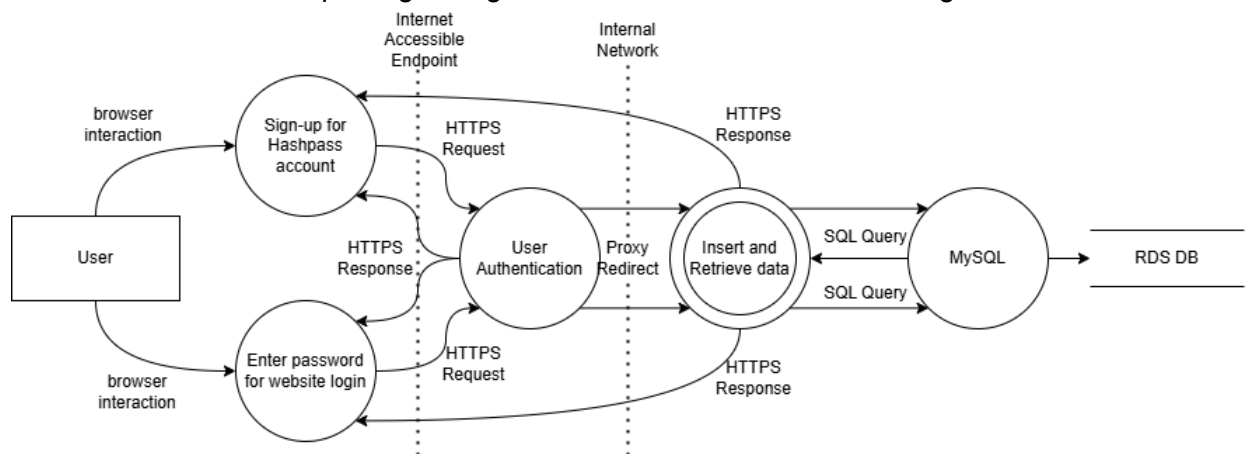 Internet
Accessible
Endpoint
Internal
Network
browser
interaction
Sign-up for
Hashpass
account
HTTPS
Request
HTTPS
Response
User
HTTPS
Response
User
Authentication
Proxy
Redirect
Insert and
Retrieve data
SQL Query
SQL Query
MySQL
RDS DB
Enter password
for website login
HTTPS
Request
HTTPS
Response
browser
interaction